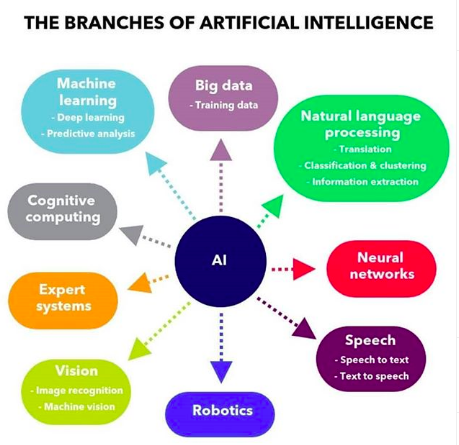 THE BRANCHES OF ARTIFICIAL INTELLIGENCE
Machine
learning
- Deep learning
- Predictive analysis
Big data
- Training data
Natural language
processing
- Translation
- Classification & clustering
- Information extraction
Cognitive
computing
AI
Neural
networks
Expert
systems
Speech
- Speech to text
- Text to speech
Vision
- Image recognition
- Machine vision
Robotics